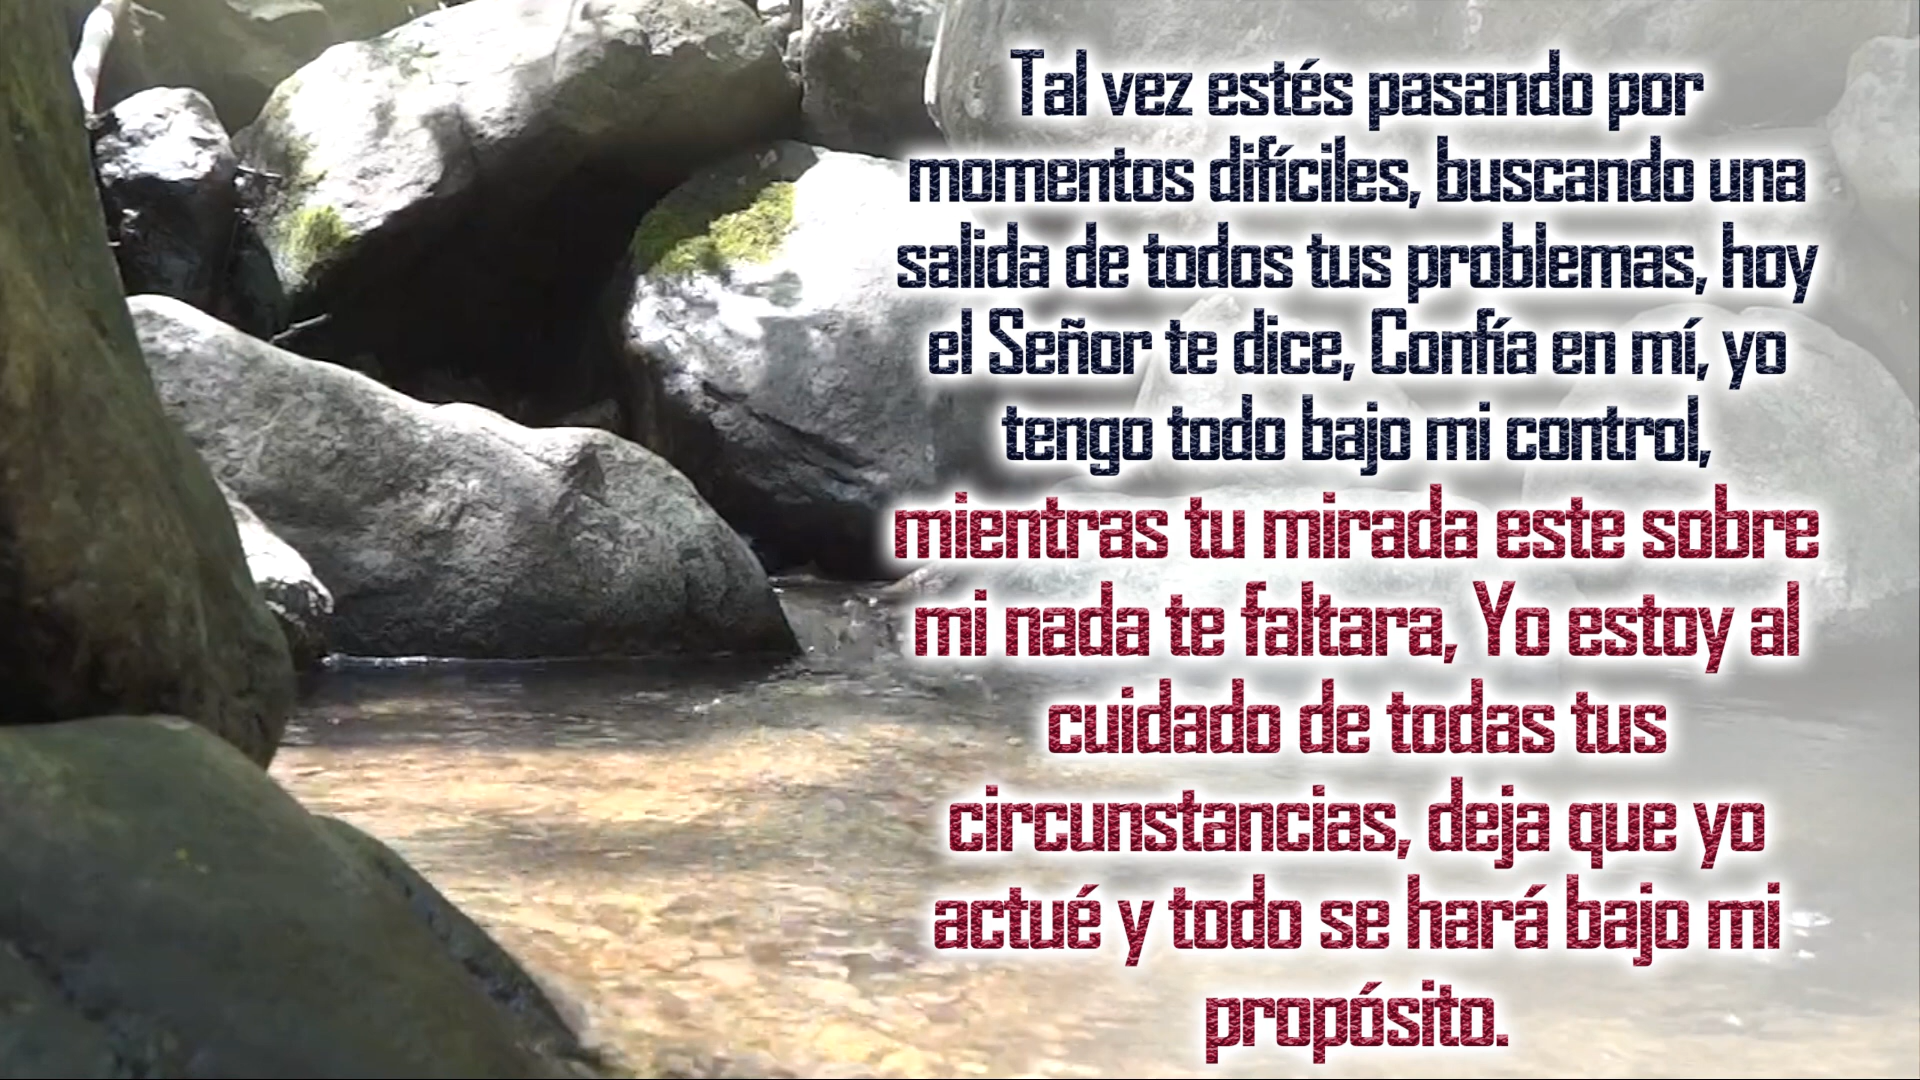 Tal vez estés pasando por
momentos difíciles, buscando una
salida de todos tus problemas, hoy
el Señor te dice, Confía en mí, yo
tengo todo bajo mi control,
mientras tu mirada este sobre
mi nada te faltara, Yo estoy al
cuidado de todas tus
circunstancias, deja que yo
actué y todo se hará bajo mi
propósito.